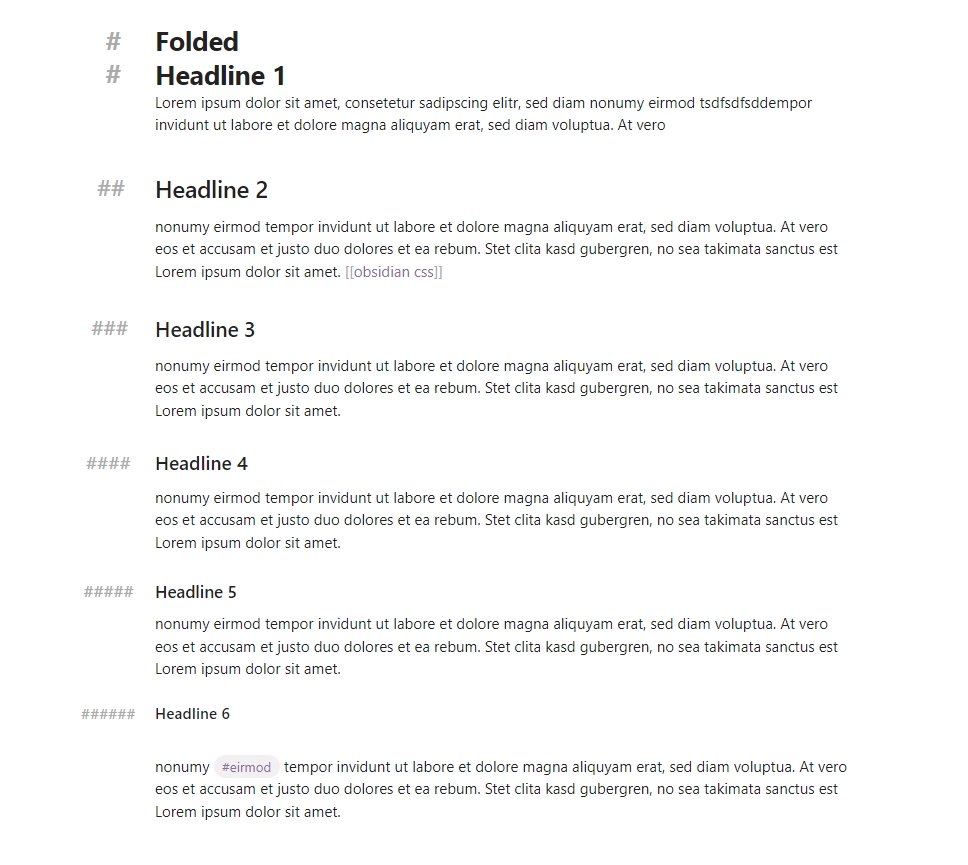 # Folded
# Headline 1
Lorem ipsum dolor sit amet, consetetur sadipscing elitr, sed diam nonumy eirmod tsdfsdfsddempor
invidunt ut labore et dolore magna aliquyam erat, sed diam voluptua. At vero
## Headline 2
nonumy eirmod tempor invidunt ut labore et dolore magna aliquyam erat, sed diam voluptua. At vero
eos et accusam et justo duo dolores et ea rebum. Stet clita kasd gubergren, no sea takimata sanctus est
Lorem ipsum dolor sit amet. [[obsidian css]]
### Headline 3
nonumy eirmod tempor invidunt ut labore et dolore magna aliquyam erat, sed diam voluptua. At vero
eos et accusam et justo duo dolores et ea rebum. Stet clita kasd gubergren, no sea takimata sanctus est
Lorem ipsum dolor sit amet.
#### Headline 4
nonumy eirmod tempor invidunt ut labore et dolore magna aliquyam erat, sed diam voluptua. At vero
eos et accusam et justo duo dolores et ea rebum. Stet clita kasd gubergren, no sea takimata sanctus est
Lorem ipsum dolor sit amet.
##### Headline 5
nonumy eirmod tempor invidunt ut labore et dolore magna aliquyam erat, sed diam voluptua. At vero
eos et accusam et justo duo dolores et ea rebum. Stet clita kasd gubergren, no sea takimata sanctus est
Lorem ipsum dolor sit amet.
###### Headline 6
nonumy #eirmod tempor invidunt ut labore et dolore magna aliquyam erat, sed diam voluptua. At vero
eos et accusam et justo duo dolores et ea rebum. Stet clita kasd gubergren, no sea takimata sanctus est
Lorem ipsum dolor sit amet.